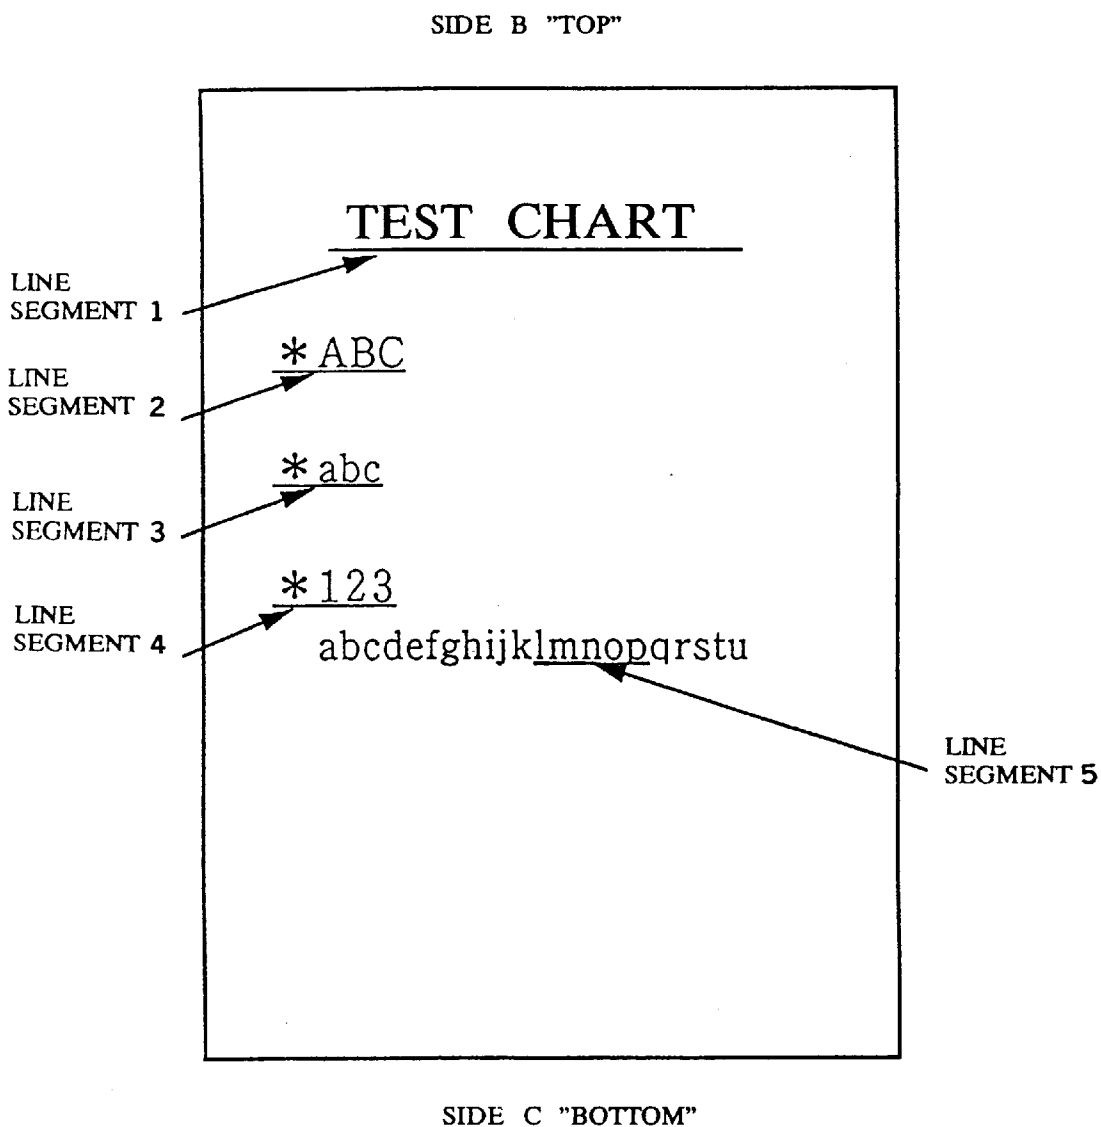 SIDE B "TOP"
TEST CHART
LINE
SEGMENT 1
* ABC
LINE
SEGMENT 2
* abc
LINE
SEGMENT 3
* 123
LINE
SEGMENT 4
abcdefghijklmnopqrstu
LINE
SEGMENT 5
SIDE C "BOTTOM"